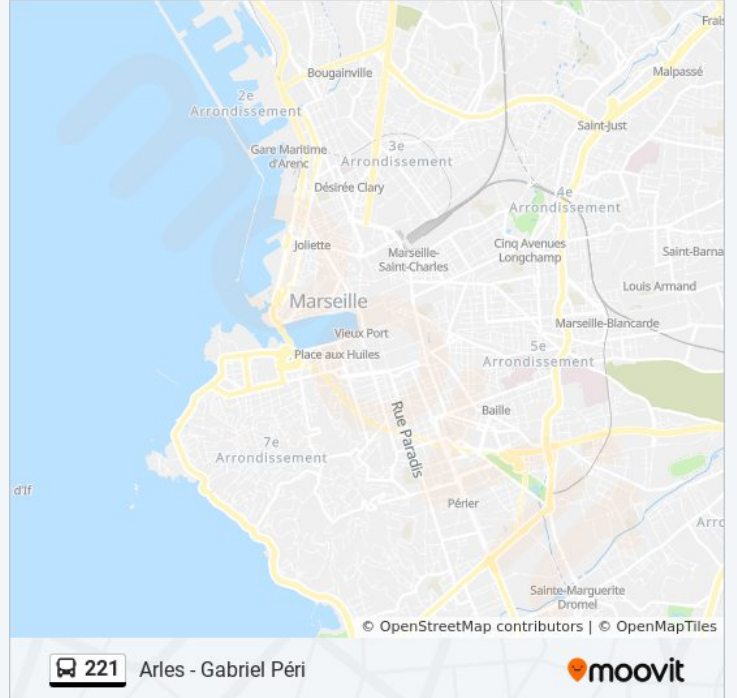 Frais
Bougainville
Malpassé
2e
Arrondissement
Saint-Just
3e
Arrondissement
Gare Maritime
d'Arenc
Désirée Clary
4e
Arrondissement
Joliette
Marseille-
Saint-Charles
Cinq Avenues
Longchamp
Saint-Barna
Louis Armand
Marseille
Marseille-Blancarde
Vieux Port
Place aux Huiles
5e
Arrondissement
Rue Paradis
Baille
7e
Arrondissement
d'If
Périer
Arro
Sainte-Marguerite
Dromel
© OpenStreetMap contributors | © OpenMapTiles
221 Arles - Gabriel Péri
moovit